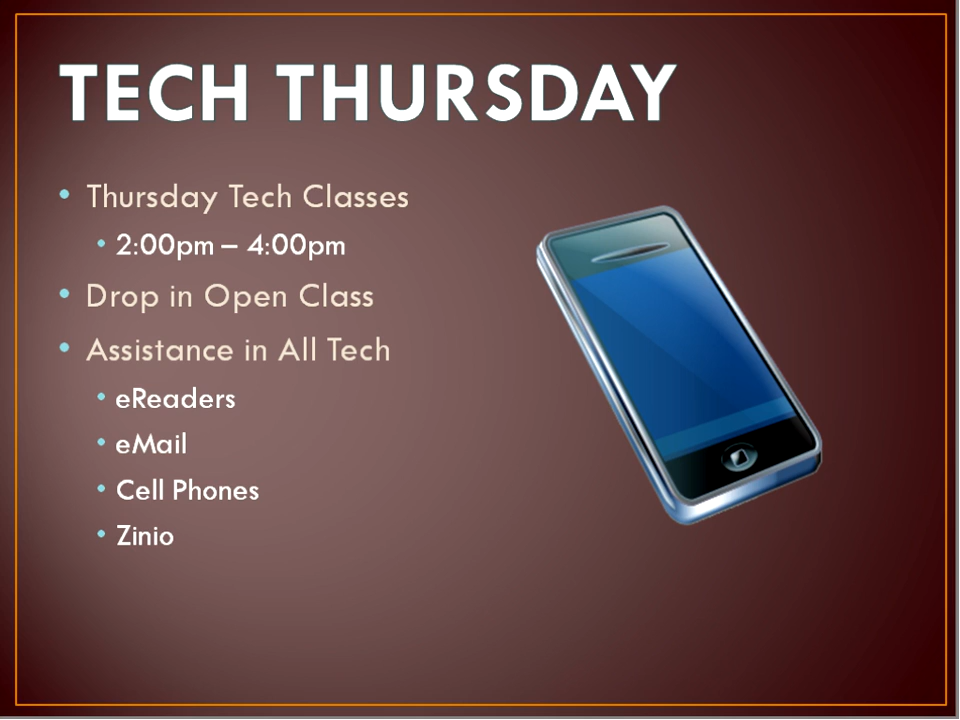 TECH THURSDAY
• Thursday Tech Classes
• 2:00pm – 4:00pm
• Drop in Open Class
• Assistance in All Tech
• eReaders
• eMail
• Cell Phones
• Zinio